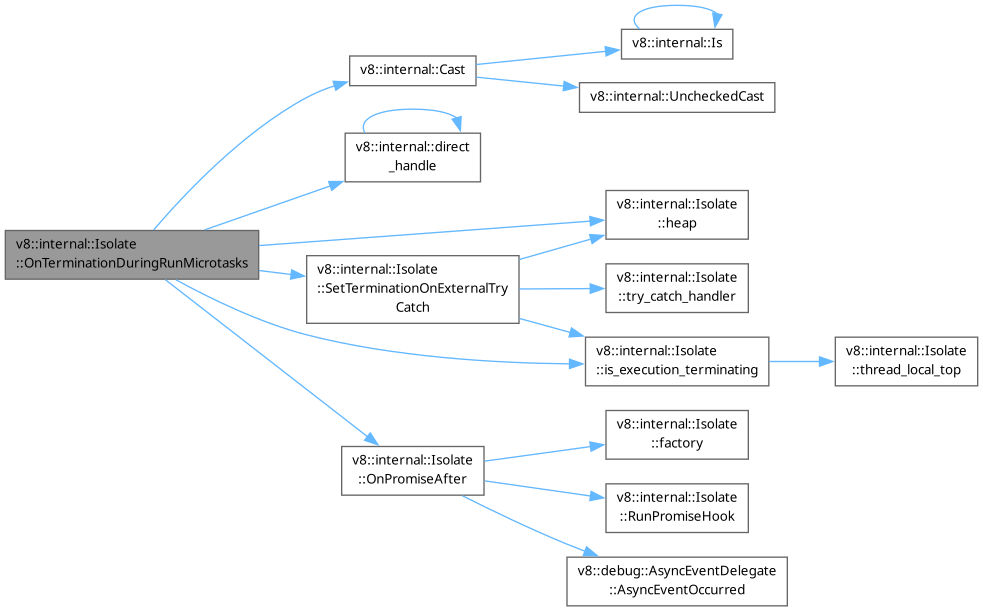 v8::internal::Is
v8::internal::Cast
v8::internal::UncheckedCast
v8::internal::direct
_handle
v8::internal::Isolate
::heap
v8::internal::Isolate
::OnTerminationDuringRunMicrotasks
v8::internal::Isolate
::SetTerminationOnExternalTry
Catch
v8::internal::Isolate
::try_catch_handler
v8::internal::Isolate
::is_execution_terminating
v8::internal::Isolate
::thread_local_top
v8::internal::Isolate
::factory
v8::internal::Isolate
::OnPromiseAfter
v8::internal::Isolate
::RunPromiseHook
v8::debug::AsyncEventDelegate
::AsyncEventOccurred